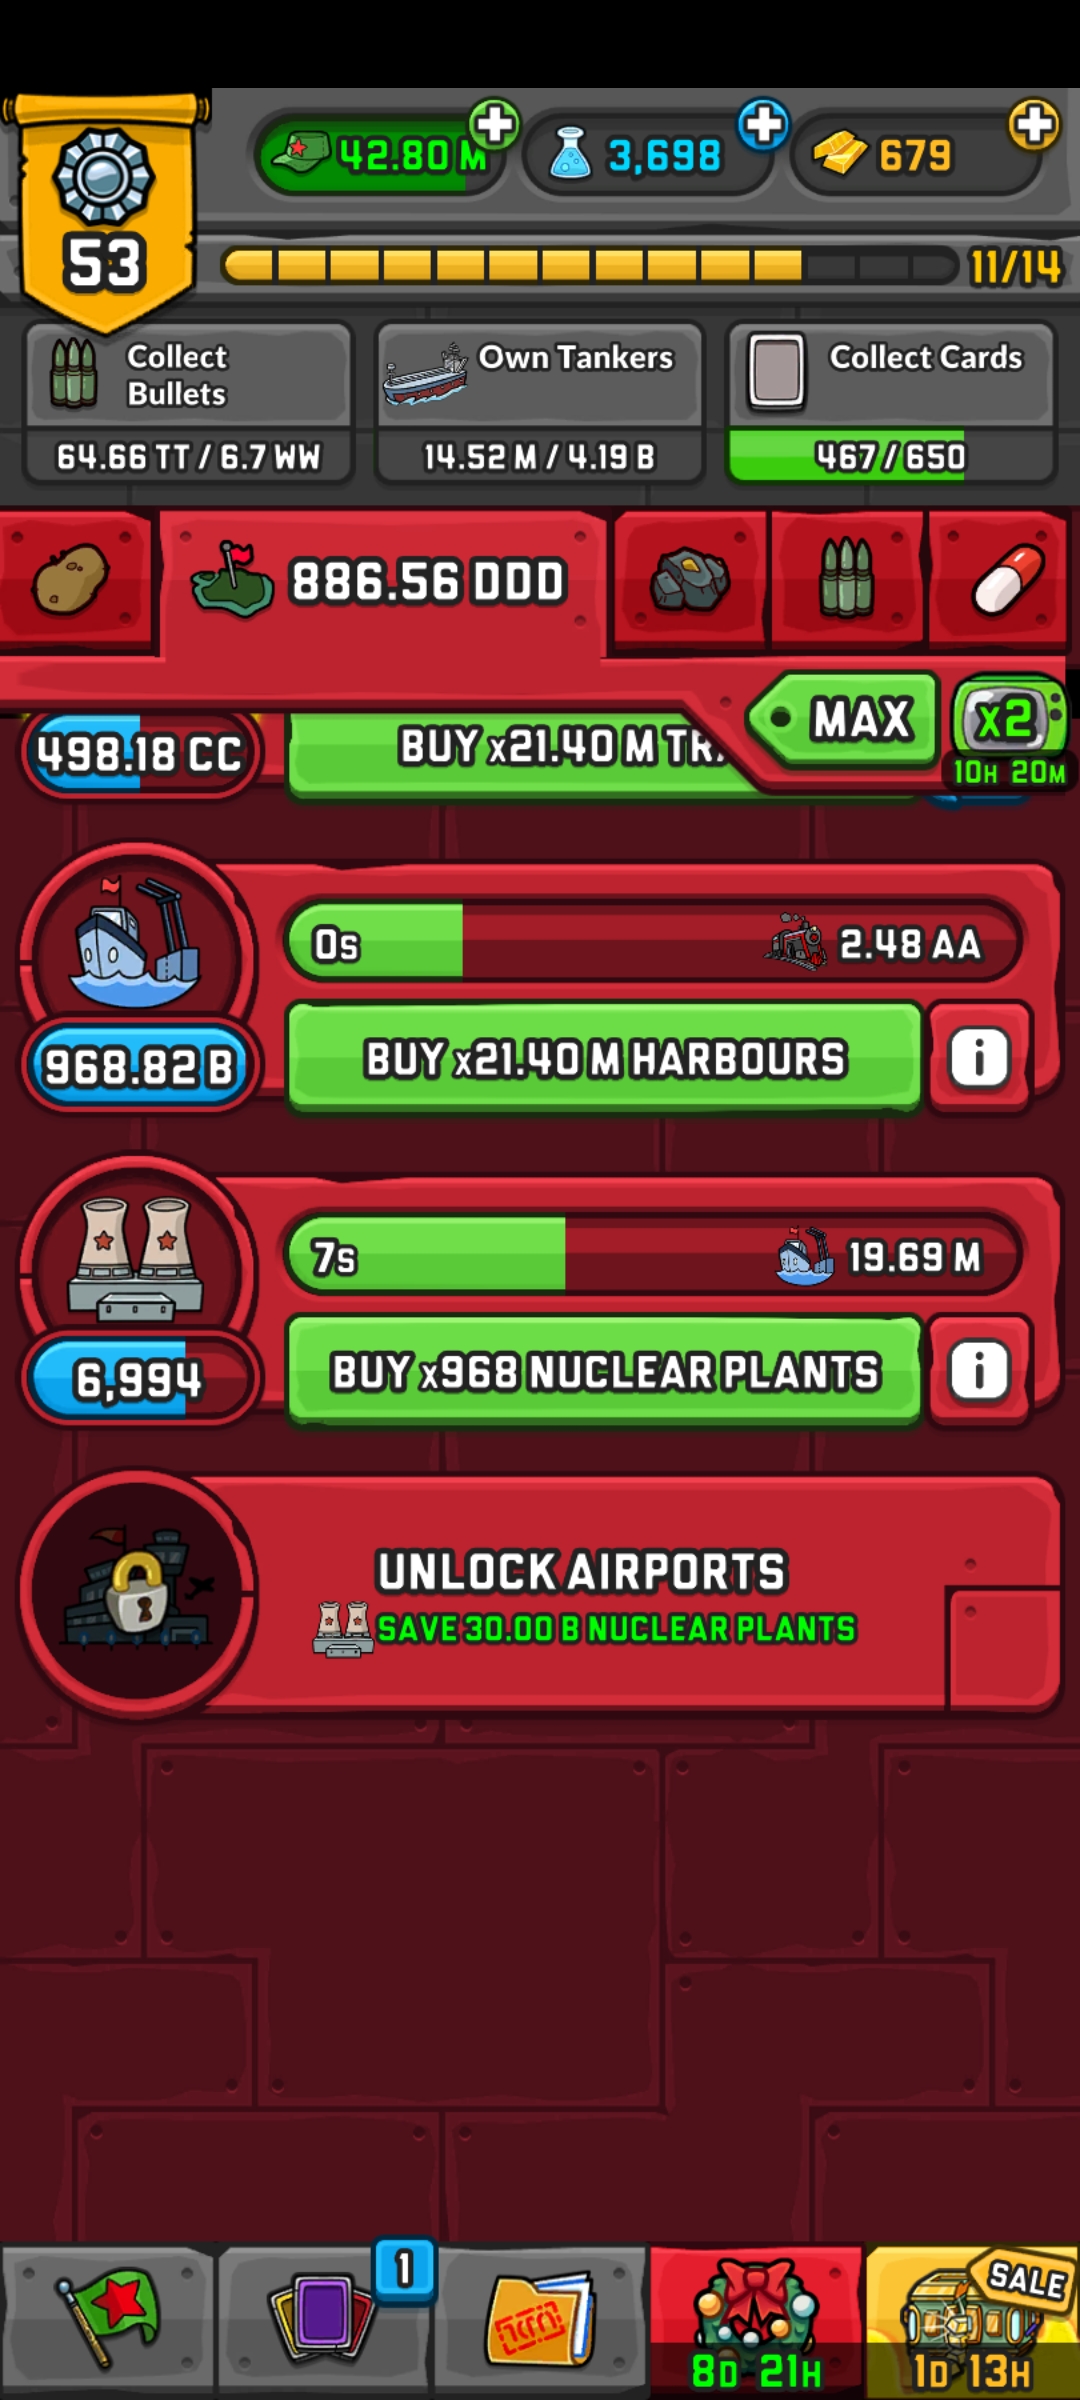 42.80 M
3,698
679
53
11/14
Collect
Bullets
64.66 TT / 6.7 WW
Own Tankers
14.52 M / 4.19 B
Collect Cards
467 / 650
886.56 DDD
MAX
x2
10H 20M
498.18 CC
BUY x21.40 M TRA
0s
2.48 AA
968.82 B
BUY x21.40 M HARBOURS
i
7s
19.69 M
6,994
BUY x968 NUCLEAR PLANTS
i
UNLOCK AIRPORTS
SAVE 30.00 B NUCLEAR PLANTS
1
8D 21H
SALE
1D 13H